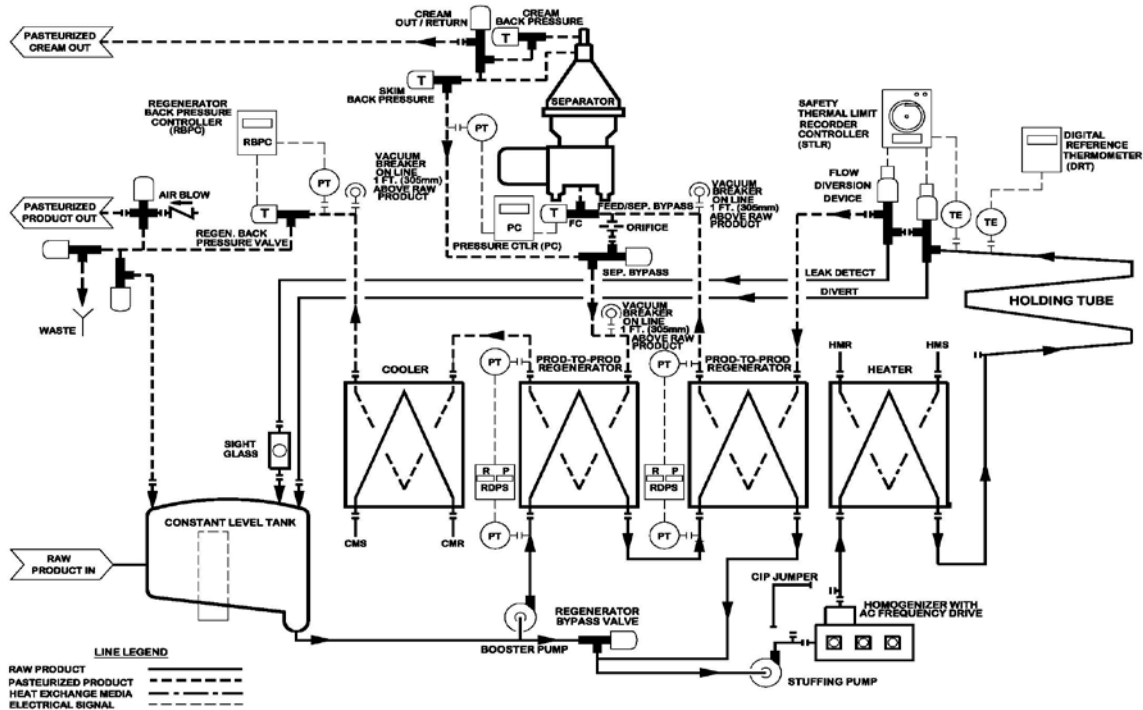 CREAM
OUT / RETURN
CREAM
BACK PRESSURE
PASTEURIZED
CREAM OUT
T
T
SKIM
BACK PRESSURE
SEPARATOR
REGENERATOR
BACK PRESSURE
CONTROLLER
(RBPC)
RBPC
PT
PT
SAFETY
THERMAL LIMIT
RECORDER
CONTROLLER
(STLR)
DIGITAL
REFERENCE
THERMOMETER
(DRT)
VACUUM
BREAKER
ON LINE
1 FT. (305mm)
ABOVE RAW
PRODUCT
VACUUM
BREAKER
ON LINE
1 FT. (305mm)
ABOVE RAW
PRODUCT
FLOW
DIVERSION
DEVICE
TE
TE
AIR BLOW
PASTEURIZED
PRODUCT OUT
T
REGEN. BACK
PRESSURE VALVE
PC
T
FC
FEED/SEP. BYPASS
ORIFICE
PRESSURE CTLR (PC)
SEP. BYPASS
LEAK DETECT
DIVERT
HOLDING TUBE
WASTE
VACUUM
BREAKER
ON LINE
1 FT. (305mm)
ABOVE RAW
PRODUCT
COOLER
PT
PROD-TO-PROD
REGENERATOR
PT
PROD-TO-PROD
REGENERATOR
HMR
HMS
HEATER
SIGHT
GLASS
R P
RDPS
R P
RDPS
CONSTANT LEVEL TANK
CMS
CMR
PT
PT
RAW
PRODUCT IN
CIP JUMPER
REGENERATOR
BYPASS VALVE
HOMOGENIZER WITH
AC FREQUENCY DRIVE
BOOSTER PUMP
STUFFING PUMP
LINE LEGEND
RAW PRODUCT
PASTEURIZED PRODUCT
HEAT EXCHANGE MEDIA
ELECTRICAL SIGNAL